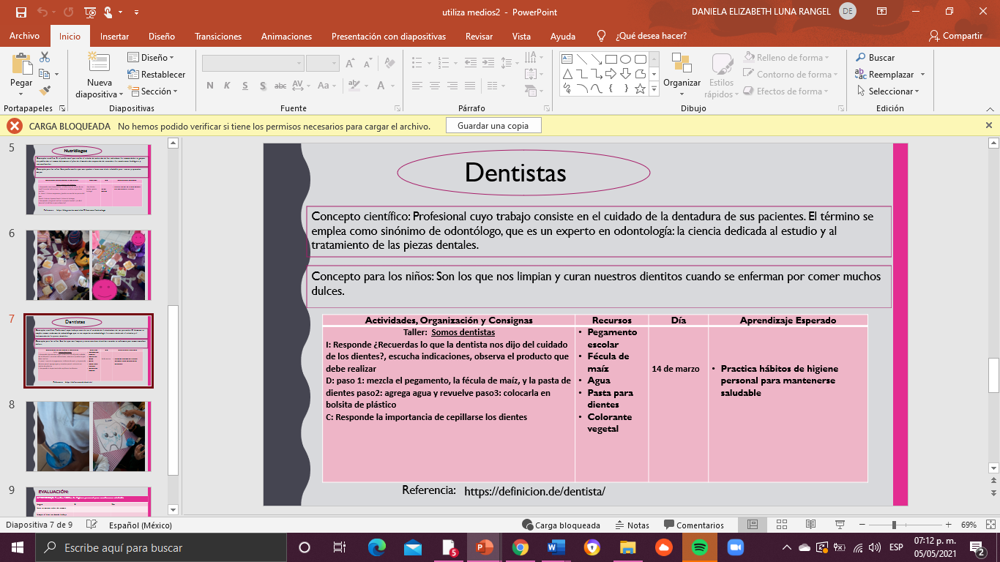 utiliza medios2 - PowerPoint
DANIELA ELIZABETH LUNA RANGEL
DE
Archivo
Inicio
Insertar
Diseño
Transiciones
Animaciones
Presentación con diapositivas
Revisar
Vista
Ayuda
¿Qué desea hacer?
Compartir
Pegar
Portapapeles
Nueva
diapositiva
Diseño
Restablecer
Sección
Diapositivas
N K S S abc AV Aa A
Fuente
Párrafo
Organizar
Estilos
rápidos
Relleno de forma
Contorno de forma
Efectos de forma
Dibujo
Buscar
Reemplazar
Seleccionar
Edición
CARGA BLOQUEADA No hemos podido verificar si tiene los permisos necesarios para cargar el archivo.
Guardar una copia
5
Nutriólogos
6
7
Dentistas
8
9
EVALUACIÓN:
Dentistas
Concepto científico: Profesional cuyo trabajo consiste en el cuidado de la dentadura de sus pacientes. El término se
emplea como sinónimo de odontólogo, que es un experto en odontología: la ciencia dedicada al estudio y al
tratamiento de las piezas dentales.
Concepto para los niños: Son los que nos limpian y curan nuestros dientitos cuando se enferman por comer muchos
dulces.
Actividades, Organización y Consignas
Recursos
Día
Aprendizaje Esperado
Taller: Somos dentistas
I: Responde ¿Recuerdas lo que la dentista nos dijo del cuidado
de los dientes?, escucha indicaciones, observa el producto que
debe realizar
D: paso 1: mezcla el pegamento, la fécula de maíz, y la pasta de
dientes paso2: agrega agua y revuelve paso3: colocarla en
bolsita de plástico
C: Responde la importancia de cepillarse los dientes
• Pegamento
escolar
• Fécula de
maíz
• Agua
• Pasta para
dientes
• Colorante
vegetal
14 de marzo
• Practica hábitos de higiene
personal para mantenerse
saludable
Referencia: https://definicion.de/dentista/
Diapositiva 7 de 9
Español (México)
Carga bloqueada
Notas
Comentarios
69%
Escribe aquí para buscar
5
ESP
07:12 p. m.
05/05/2021
2